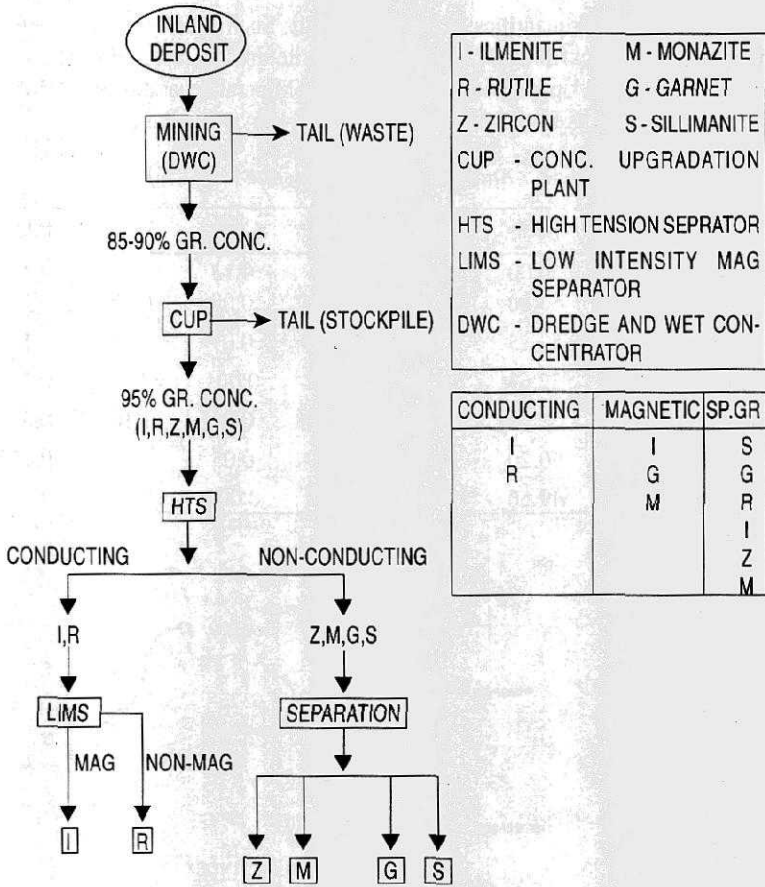 INLAND
DEPOSIT
MINING
(DWC)
TAIL (WASTE)
85-90% GR. CONC.
CUP
TAIL (STOCKPILE)
95% GR. CONC.
(I,R,Z,M,G,S)
HTS
CONDUCTING
NON-CONDUCTING
I,R
Z,M,G,S
LIMS
SEPARATION
MAG
NON-MAG
I
R
Z
M
G
S
I - ILMENITE M - MONAZITE
R - RUTILE G - GARNET
Z - ZIRCON S - SILLIMANITE
CUP - CONC. UPGRADATION
PLANT
HTS - HIGH TENSION SEPRATOR
LIMS - LOW INTENSITY MAG
SEPARATOR
DWC - DREDGE AND WET CON-
CENTRATOR
CONDUCTING MAGNETIC SP.GR
I I S
R G G
M R
I
Z
M